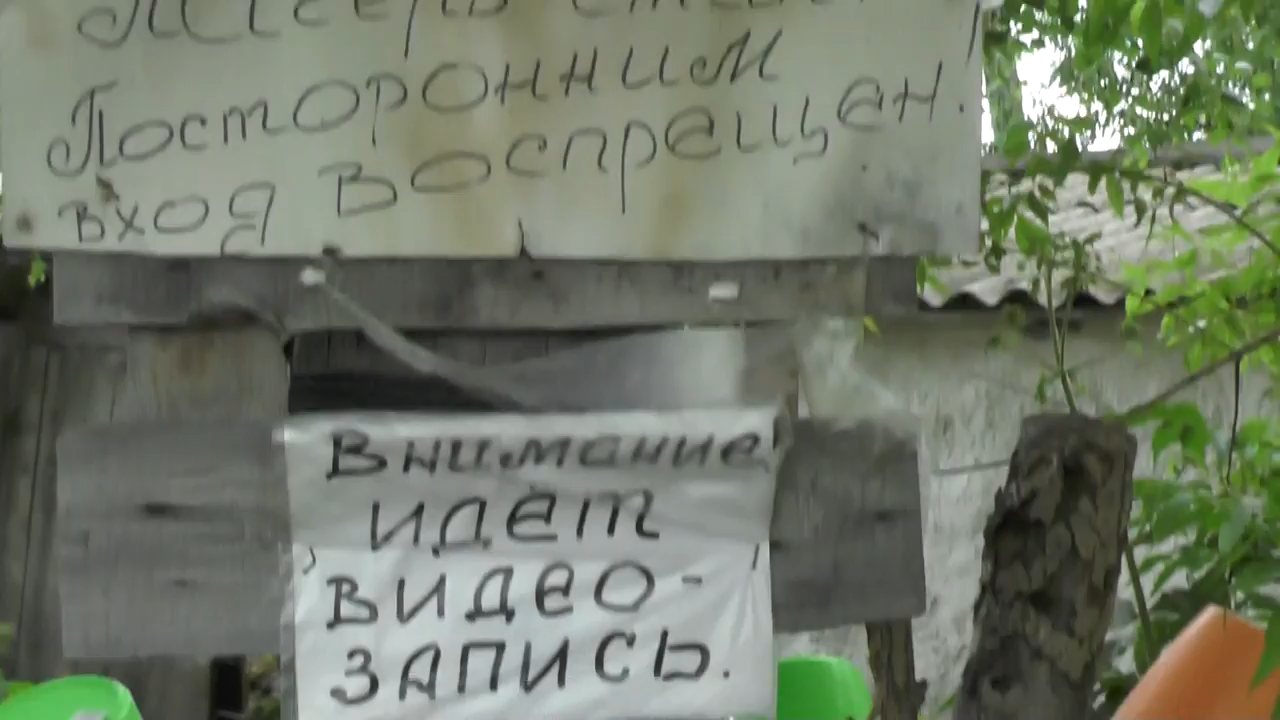 Посторонним
вход воспрещен.
Внимание!
идёт
видео-
запись.